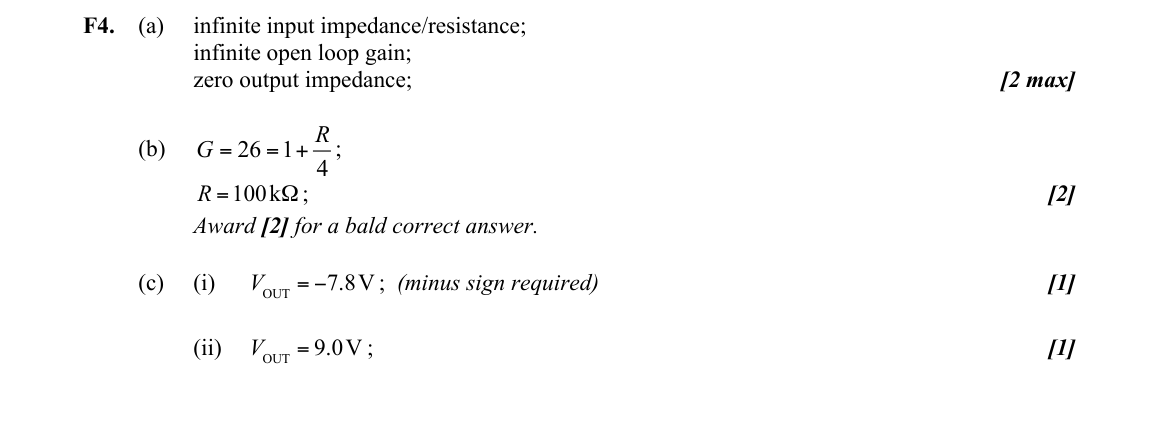 F4. (a) infinite input impedance/resistance;
infinite open loop gain;
zero output impedance; [2 max]
(b) G = 26 = 1 + R/4 ;
R = 100 kΩ ; [2]
Award [2] for a bald correct answer.
(c) (i) V_OUT = −7.8 V ; (minus sign required) [1]
(ii) V_OUT = 9.0 V ; [1]